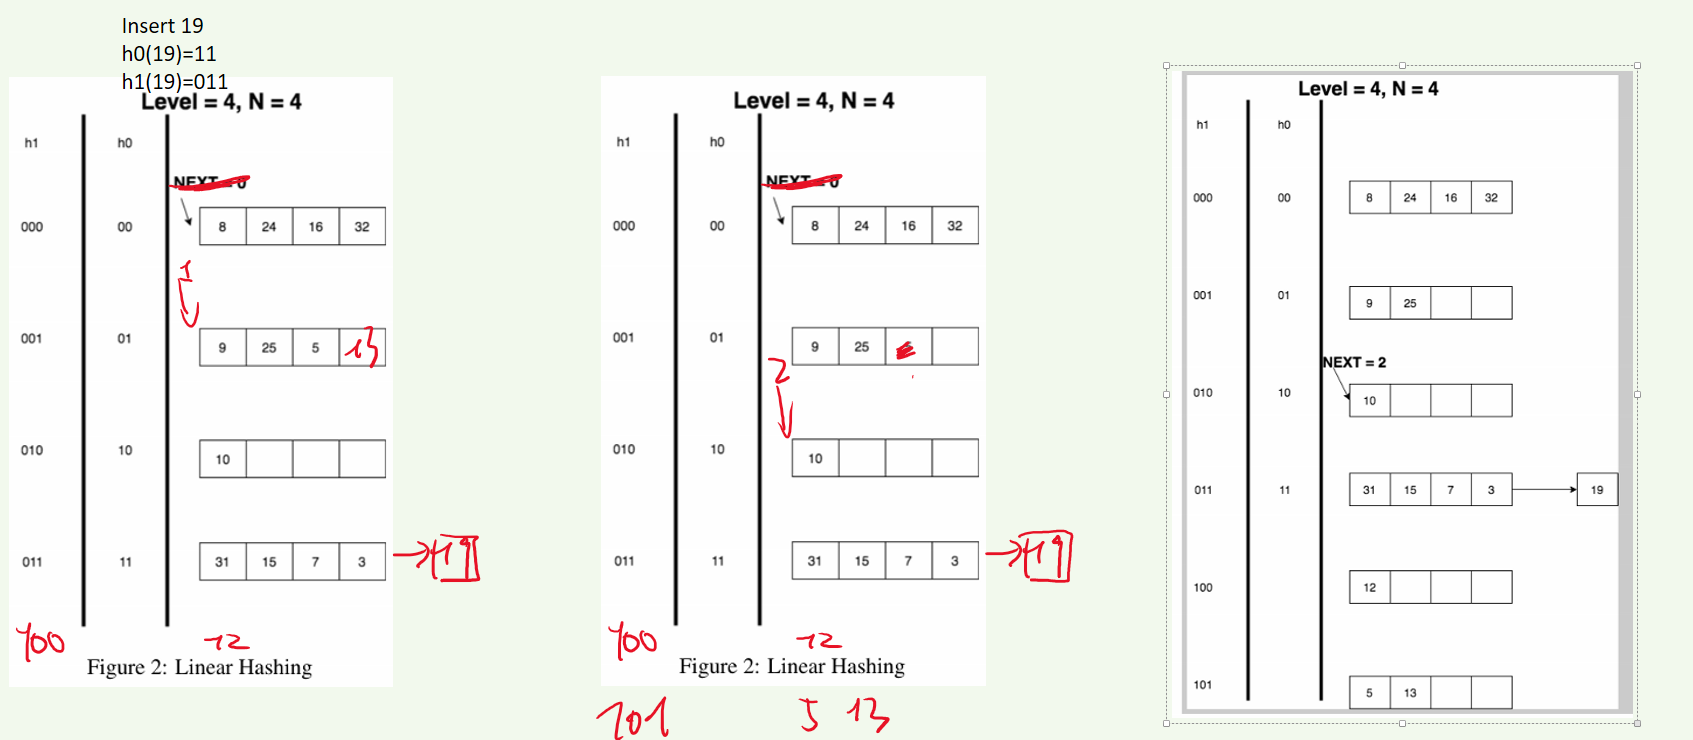 Insert 19
h0(19)=11
h1(19)=011
Level = 4, N = 4
h1 h0
NEXT = 0
000 00 8 24 16 32
1
001 01 9 25 5 13
010 10 10
011 11 31 15 7 3 19
100 12
Figure 2: Linear Hashing
Level = 4, N = 4
h1 h0
NEXT = 0
000 00 8 24 16 32
001 01 9 25
2
010 10 10
011 11 31 15 7 3 19
100 12
Figure 2: Linear Hashing
101 5 13
Level = 4, N = 4
h1 h0
000 00 8 24 16 32
001 01 9 25
NEXT = 2
010 10 10
011 11 31 15 7 3 19
100 12
101 5 13